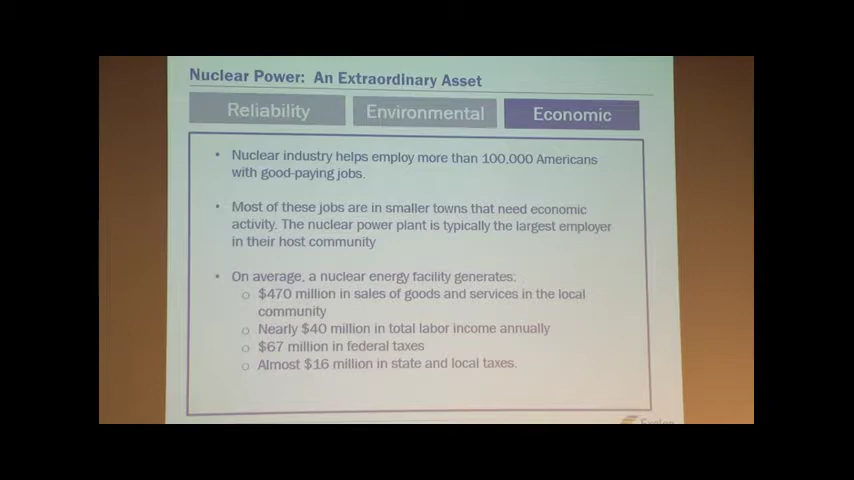 Nuclear Power: An Extraordinary Asset
Reliability
Environmental
Economic
• Nuclear industry helps employ more than 100,000 Americans
with good-paying jobs.
• Most of these jobs are in smaller towns that need economic
activity. The nuclear power plant is typically the largest employer
in their host community
• On average, a nuclear energy facility generates:
o $470 million in sales of goods and services in the local
community
o Nearly $40 million in total labor income annually
o $67 million in federal taxes
o Almost $16 million in state and local taxes.